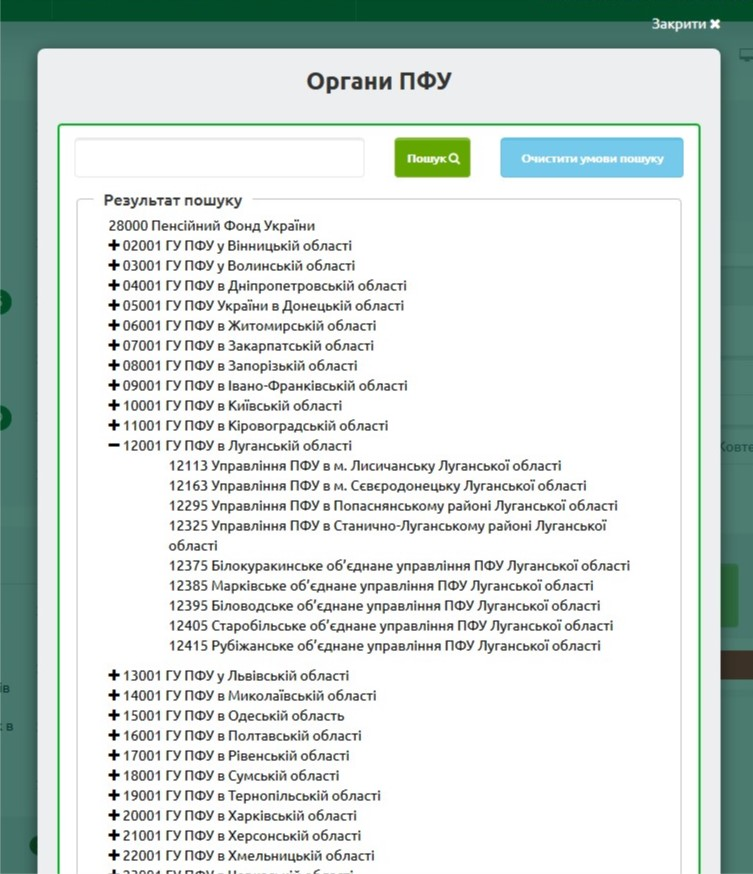 Закрити ✖
Органи ПФУ
Пошук
Очистити умови пошуку
Результат пошуку
28000 Пенсійний Фонд України
02001 ГУ ПФУ у Вінницькій області
03001 ГУ ПФУ у Волинській області
04001 ГУ ПФУ в Дніпропетровській області
05001 ГУ ПФУ України в Донецькій області
06001 ГУ ПФУ в Житомирській області
07001 ГУ ПФУ в Закарпатській області
08001 ГУ ПФУ в Запорізькій області
09001 ГУ ПФУ в Івано-Франківській області
10001 ГУ ПФУ в Київській області
11001 ГУ ПФУ в Кіровоградській області
12001 ГУ ПФУ в Луганській області
12113 Управління ПФУ в м. Лисичанську Луганської області
12163 Управління ПФУ в м. Сєвєродонецьку Луганської області
12295 Управління ПФУ в Попаснянському районі Луганської області
12325 Управління ПФУ в Станично-Луганському районі Луганської
області
12375 Білокуракинське об’єднане управління ПФУ Луганської області
12385 Марківське об’єднане управління ПФУ Луганської області
12395 Біловодське об’єднане управління ПФУ Луганської області
12405 Старобільське об’єднане управління ПФУ Луганської області
12415 Рубіжанське об’єднане управління ПФУ Луганської області
13001 ГУ ПФУ у Львівській області
14001 ГУ ПФУ в Миколаївській області
15001 ГУ ПФУ в Одеській область
16001 ГУ ПФУ в Полтавській області
17001 ГУ ПФУ в Рівенській області
18001 ГУ ПФУ в Сумській області
19001 ГУ ПФУ в Тернопільській області
20001 ГУ ПФУ в Харківській області
21001 ГУ ПФУ в Херсонській області
22001 ГУ ПФУ в Хмельницькій області